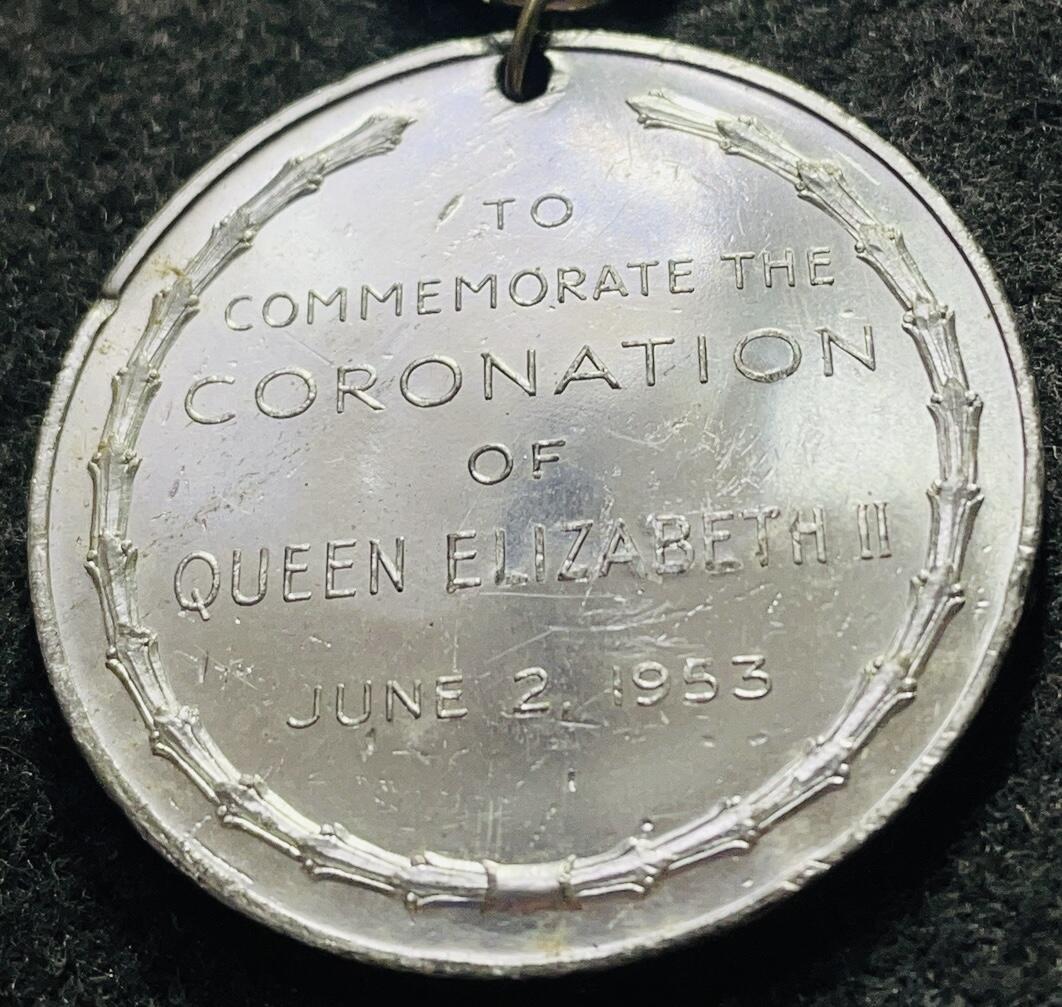 TO
COMMEMORATE THE
CORONATION
OF
QUEEN ELIZABETH II
JUNE 2, 1953